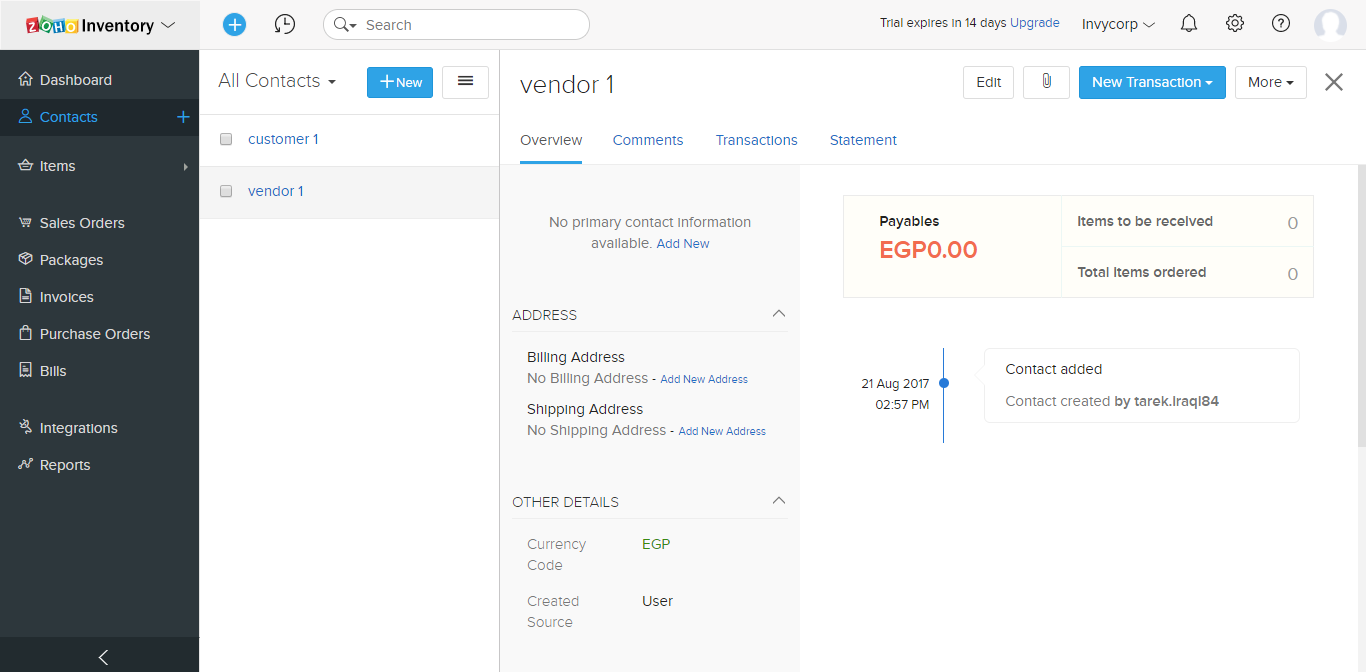 ZOHO Inventory
Search
Trial expires in 14 days Upgrade
Invycorp
Dashboard
Contacts
Items
Sales Orders
Packages
Invoices
Purchase Orders
Bills
Integrations
Reports
All Contacts
New
customer 1
vendor 1
vendor 1
Edit
New Transaction
More
Overview
Comments
Transactions
Statement
No primary contact information
available. Add New
ADDRESS
Billing Address
No Billing Address - Add New Address
Shipping Address
No Shipping Address - Add New Address
OTHER DETAILS
Currency
Code
EGP
Created
Source
User
Payables
EGP0.00
Items to be received
0
Total items ordered
0
21 Aug 2017
02:57 PM
Contact added
Contact created by tarek.iraqi84